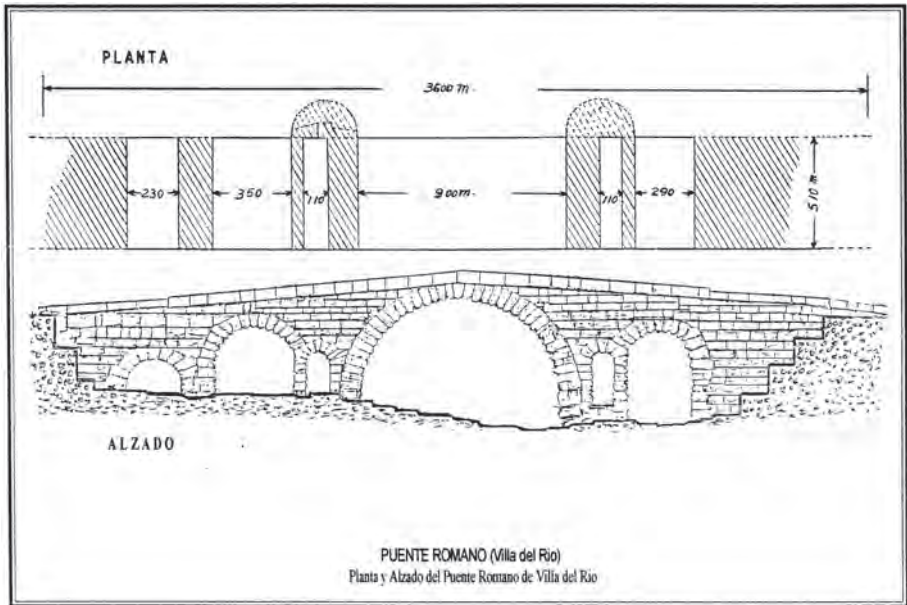 PLANTA
3600 m.
230
350
110
900m.
110
290
510 m
ALZADO
PUENTE ROMANO (Villa del Rio)
Planta y Alzado del Puente Romano de Villa del Rio